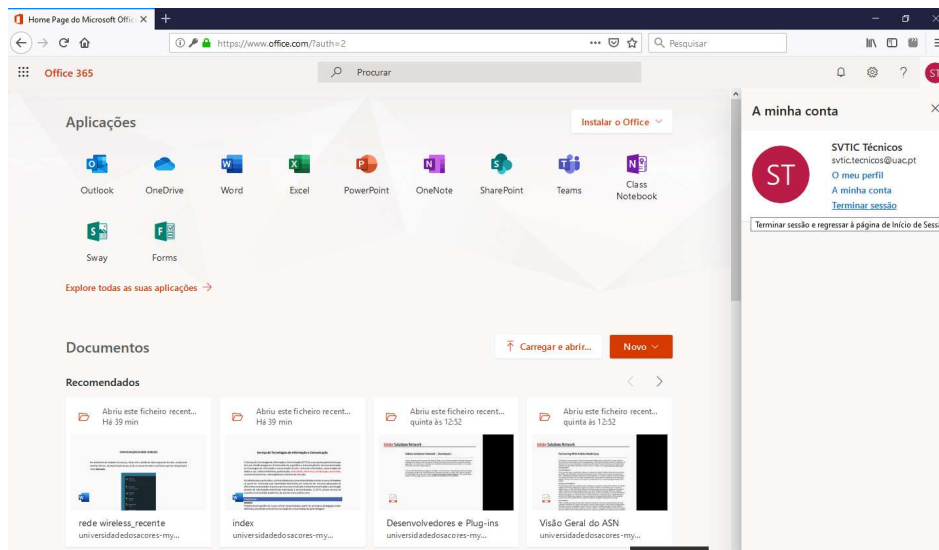 Home Page do Microsoft Offic
https://www.office.com/?auth=2
Pesquisar
Office 365
Procurar
?
ST
Aplicações
Instalar o Office
Outlook
OneDrive
Word
Excel
PowerPoint
OneNote
SharePoint
Teams
Class Notebook
Sway
Forms
Explore todas as suas aplicações →
Documentos
Carregar e abrir...
Novo
Recomendados
Abriu este ficheiro recent...
Há 39 min
Abriu este ficheiro recent...
Há 39 min
Abriu este ficheiro recent...
quinta às 12:52
Abriu este ficheiro recent...
quinta às 12:52
rede wireless_recente
universidadedosacores-my...
index
universidadedosacores-my...
Desenvolvedores e Plug-ins
universidadedosacores-my...
Visão Geral do ASN
universidadedosacores-my...
A minha conta
ST
SVTIC Técnicos
svtic.tecnicos@uac.pt
O meu perfil
A minha conta
Terminar sessão
Terminar sessão e regressar à página de Início de Sessã